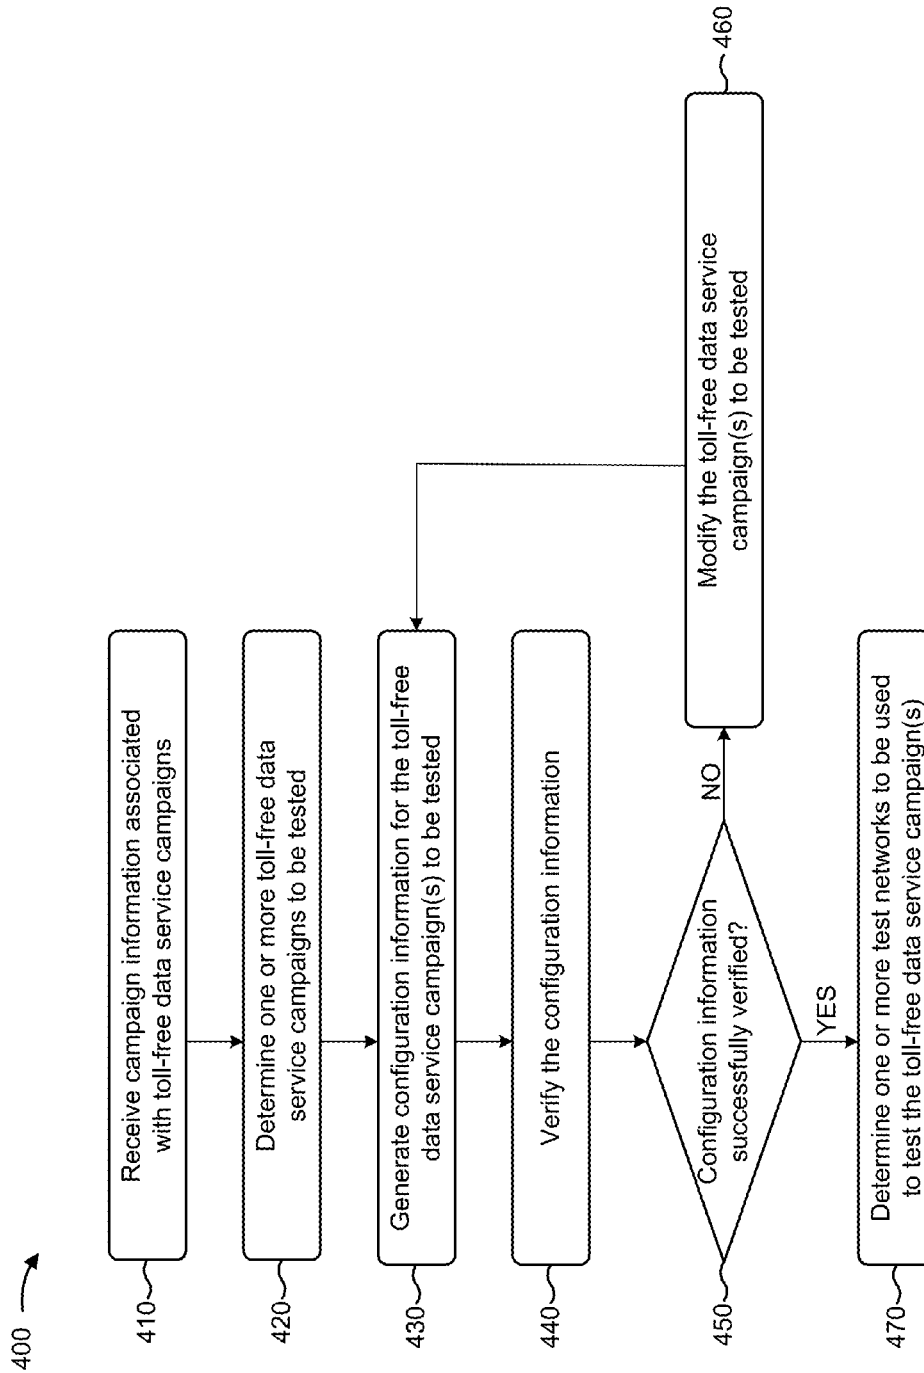 400
410
Receive campaign information associated
with toll-free data service campaigns
420
Determine one or more toll-free data
service campaigns to be tested
430
Generate configuration information for the toll-free
data service campaign(s) to be tested
440
Verify the configuration information
450
Configuration information
successfully verified?
NO
YES
460
Modify the toll-free data service
campaign(s) to be tested
470
Determine one or more test networks to be used
to test the toll-free data service campaign(s)